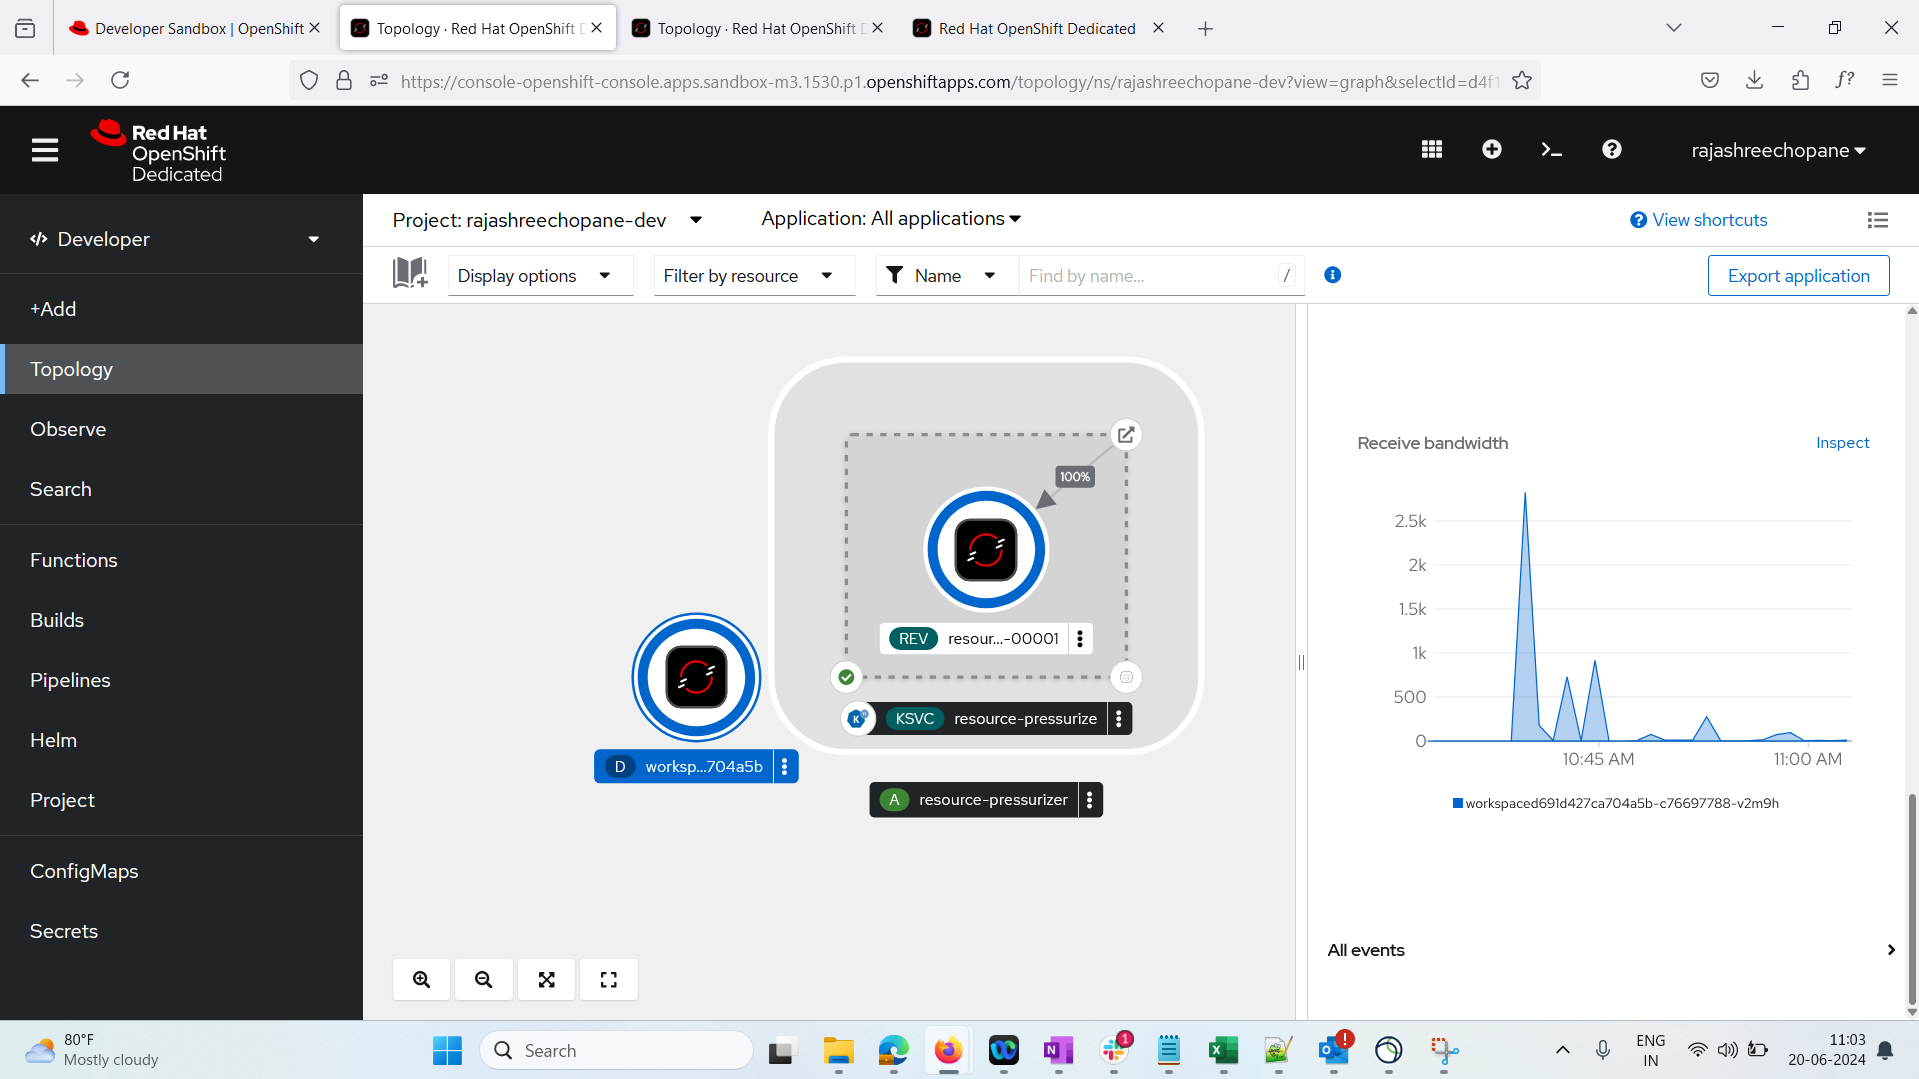 Developer Sandbox | OpenShift
Topology · Red Hat OpenShift D
Topology · Red Hat OpenShift D
Red Hat OpenShift Dedicated
https://console-openshift-console.apps.sandbox-m3.1530.p1.openshiftapps.com/topology/ns/rajashreechopane-dev?view=graph&selectId=d4f1
Red Hat
OpenShift
Dedicated
rajashreechopane
Developer
+Add
Topology
Observe
Search
Functions
Builds
Pipelines
Helm
Project
ConfigMaps
Secrets
Project: rajashreechopane-dev
Application: All applications
View shortcuts
Display options
Filter by resource
Name
Find by name...
/
Export application
100%
REV resour...-00001
KSVC resource-pressurize
D worksp...704a5b
A resource-pressurizer
Receive bandwidth
Inspect
2.5k
2k
1.5k
1k
500
0
10:45 AM
11:00 AM
workspaced691d427ca704a5b-c76697788-v2m9h
All events
80°F
Mostly cloudy
Search
1
ENG
IN
11:03
20-06-2024